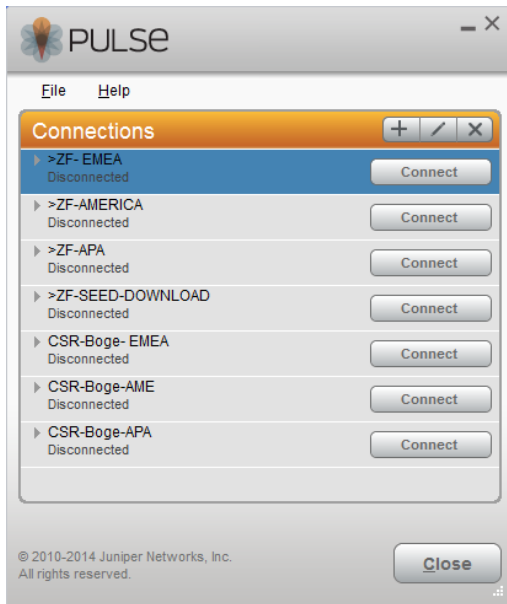 PULSE
File Help
Connections
>ZF- EMEA
Disconnected
Connect
>ZF-AMERICA
Disconnected
Connect
>ZF-APA
Disconnected
Connect
>ZF-SEED-DOWNLOAD
Disconnected
Connect
CSR-Boge- EMEA
Disconnected
Connect
CSR-Boge-AME
Disconnected
Connect
CSR-Boge-APA
Disconnected
Connect
© 2010-2014 Juniper Networks, Inc.
All rights reserved.
Close